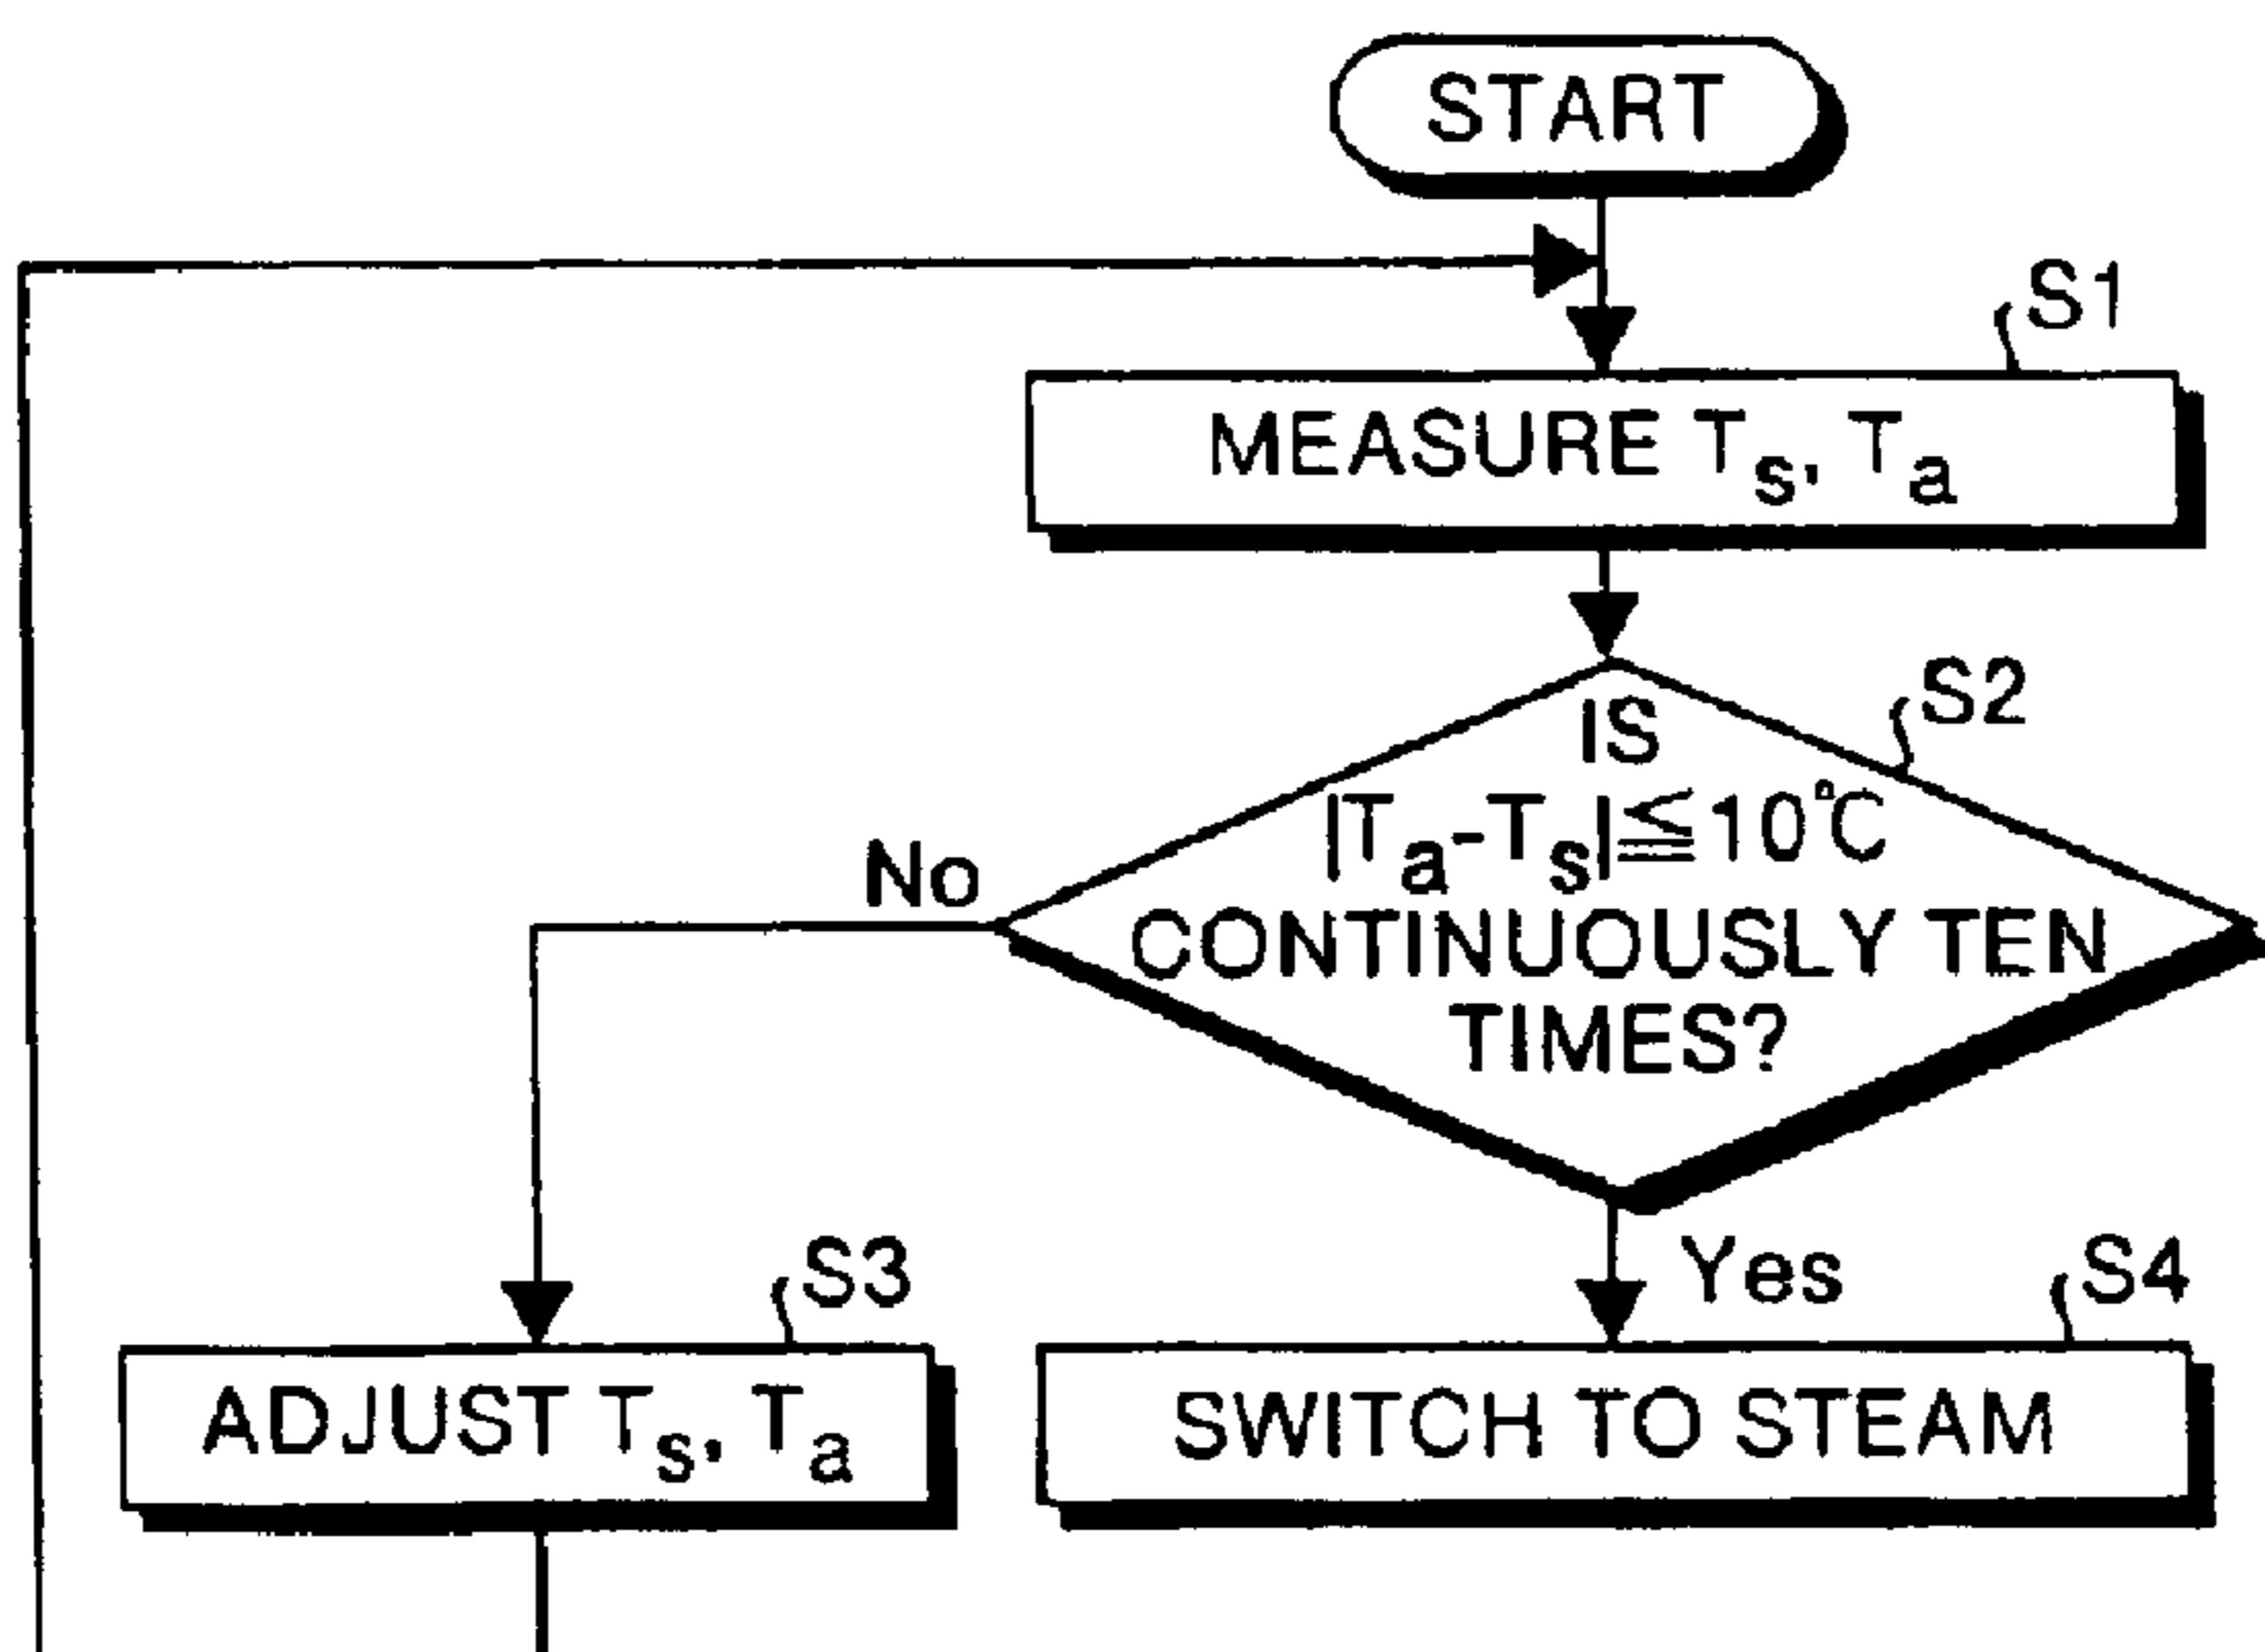 START
S1
MEASURE Ts, Ta
S2
IS
|Ta-Ts|≦10°C
CONTINUOUSLY TEN
TIMES?
No
Yes
S3
ADJUST Ts, Ta
S4
SWITCH TO STEAM